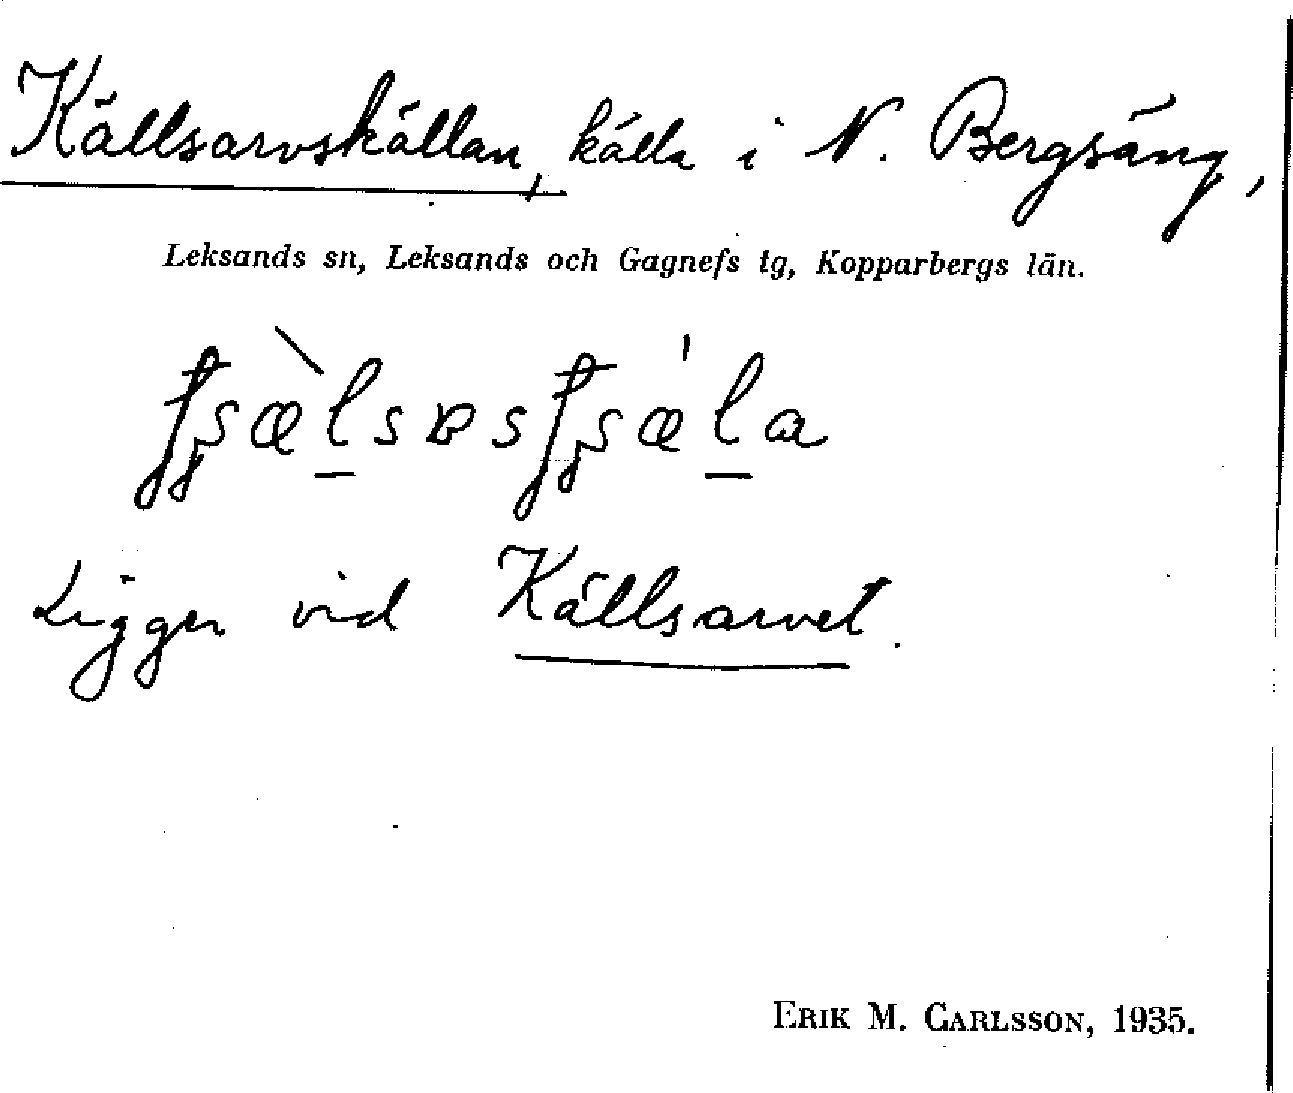 Källsarvskällan, källa i N. Bergsäng,
Leksands sn, Leksands och Gagnefs tg, Kopparbergs län.
Ligger vid Källsarvet.
ERIK M. CARLSSON, 1935.